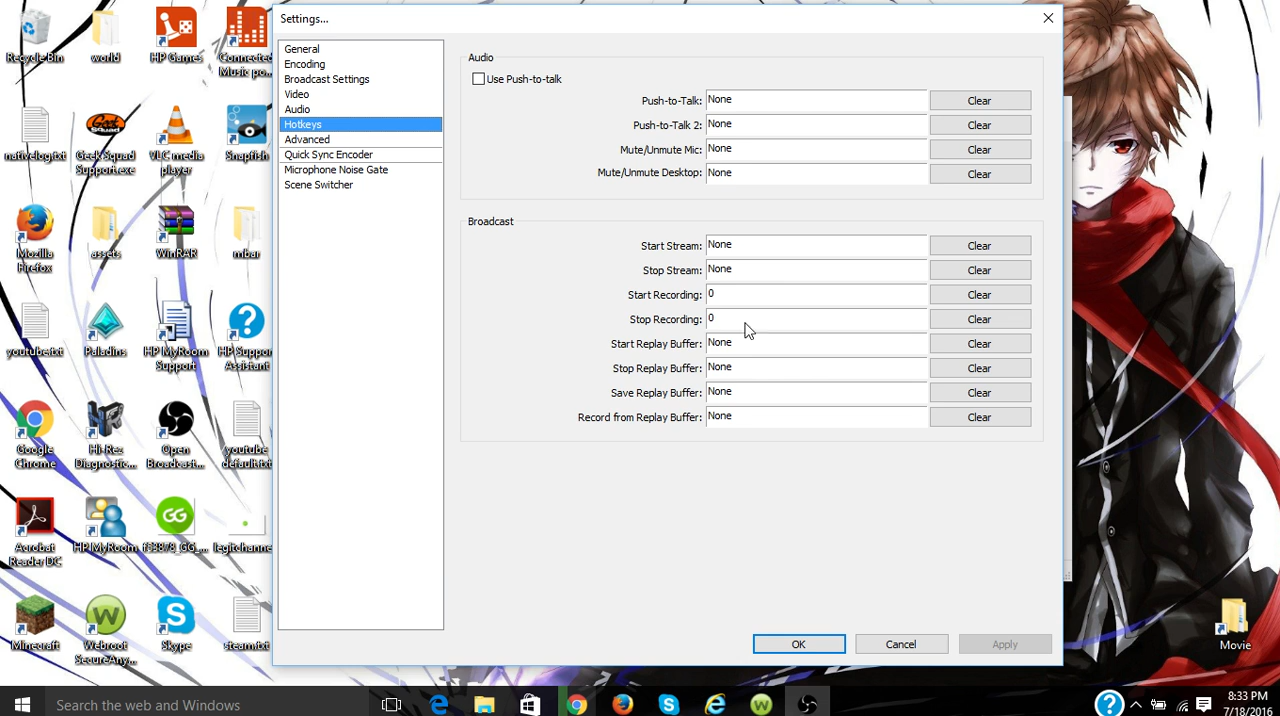 Settings...
General
Encoding
Broadcast Settings
Video
Audio
Hotkeys
Advanced
Quick Sync Encoder
Microphone Noise Gate
Scene Switcher
Audio
Use Push-to-talk
Push-to-Talk: None Clear
Push-to-Talk 2: None Clear
Mute/Unmute Mic: None Clear
Mute/Unmute Desktop: None Clear
Broadcast
Start Stream: None Clear
Stop Stream: None Clear
Start Recording: 0 Clear
Stop Recording: 0 Clear
Start Replay Buffer: None Clear
Stop Replay Buffer: None Clear
Save Replay Buffer: None Clear
Record from Replay Buffer: None Clear
OK Cancel Apply
Recycle Bin
world
HP Games
Connected
Music po...
nativelog.txt
Geek Squad
Support.exe
VLC media
player
Snapfish
Mozilla
Firefox
assets
WinRAR
mbar
youtube.txt
Paladins
HP MyRoom
Support
HP Support
Assistant
Google
Chrome
Hi-Rez
Diagnostic...
Open
Broadcast...
youtube
default.txt
Acrobat
Reader DC
HP MyRoom
GG
f33878_GG_...
legitchanne
Minecraft
Webroot
SecureAny...
Skype
steam.txt
Movie
Search the web and Windows
8:33 PM
7/18/2016